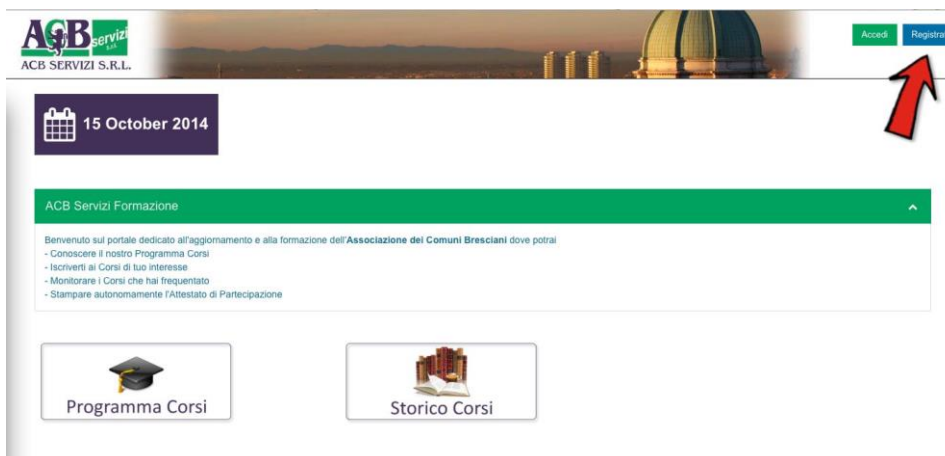 ACB servizi s.r.l.
ACB SERVIZI S.R.L.
Accedi
Registrat
15 October 2014
ACB Servizi Formazione
Benvenuto sul portale dedicato all'aggiornamento e alla formazione dell'Associazione dei Comuni Bresciani dove potrai
- Conoscere il nostro Programma Corsi
- Iscriverti ai Corsi di tuo interesse
- Monitorare i Corsi che hai frequentato
- Stampare autonomamente l'Attestato di Partecipazione
Programma Corsi
Storico Corsi